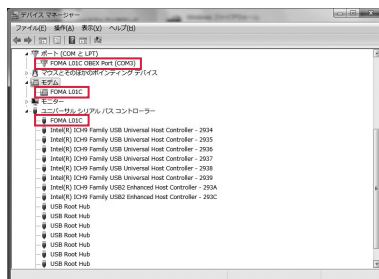 デバイス マネージャー
ファイル(F) 操作(A) 表示(V) ヘルプ(H)
ポート (COM と LPT)
FOMA L01C OBEX Port (COM3)
マウスとそのほかのポインティング デバイス
モデム
FOMA L01C
モニター
ユニバーサル シリアル バス コントローラー
FOMA L01C
Intel(R) ICH9 Family USB Universal Host Controller - 2934
Intel(R) ICH9 Family USB Universal Host Controller - 2935
Intel(R) ICH9 Family USB Universal Host Controller - 2936
Intel(R) ICH9 Family USB Universal Host Controller - 2937
Intel(R) ICH9 Family USB Universal Host Controller - 2938
Intel(R) ICH9 Family USB Universal Host Controller - 2939
Intel(R) ICH9 Family USB2 Enhanced Host Controller - 293A
Intel(R) ICH9 Family USB2 Enhanced Host Controller - 293C
USB Root Hub
USB Root Hub
USB Root Hub
USB Root Hub
USB Root Hub
USB Root Hub
USB Root Hub